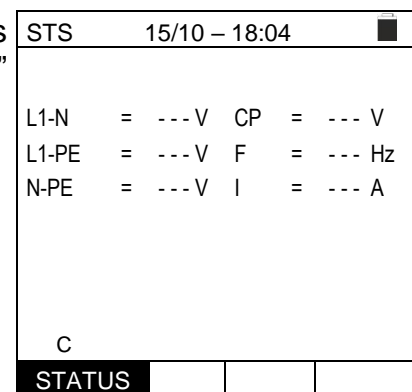 S
”
STS 15/10 – 18:04
L1-N = - - - V CP = - - - V
L1-PE = - - - V F = - - - Hz
N-PE = - - - V I = - - - A
C
STATUS